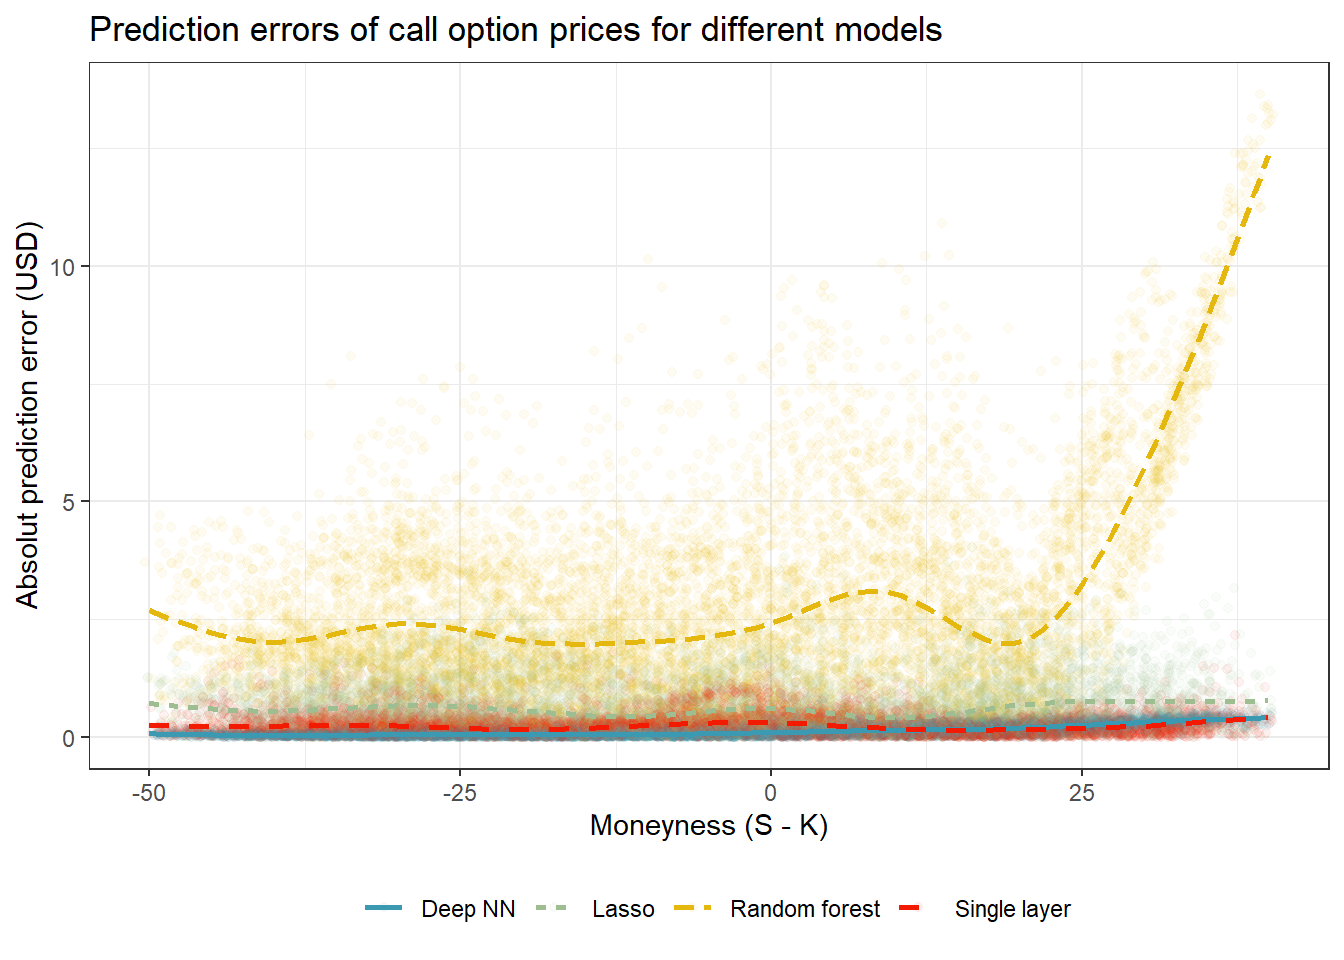 Prediction errors of call option prices for different models
Absolut prediction error (USD)
10
5
0
-50
-25
0
25
Moneyness (S - K)
Deep NN
Lasso
Random forest
Single layer